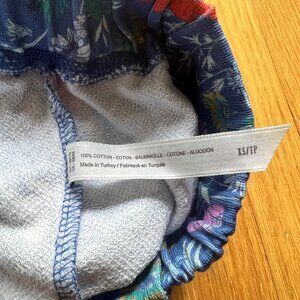 100% COTTON - COTON - BAUMWOLLE - COTONE - ALGODÓN
Made in Turkey / Fabriqué en Turquie
XS/TP